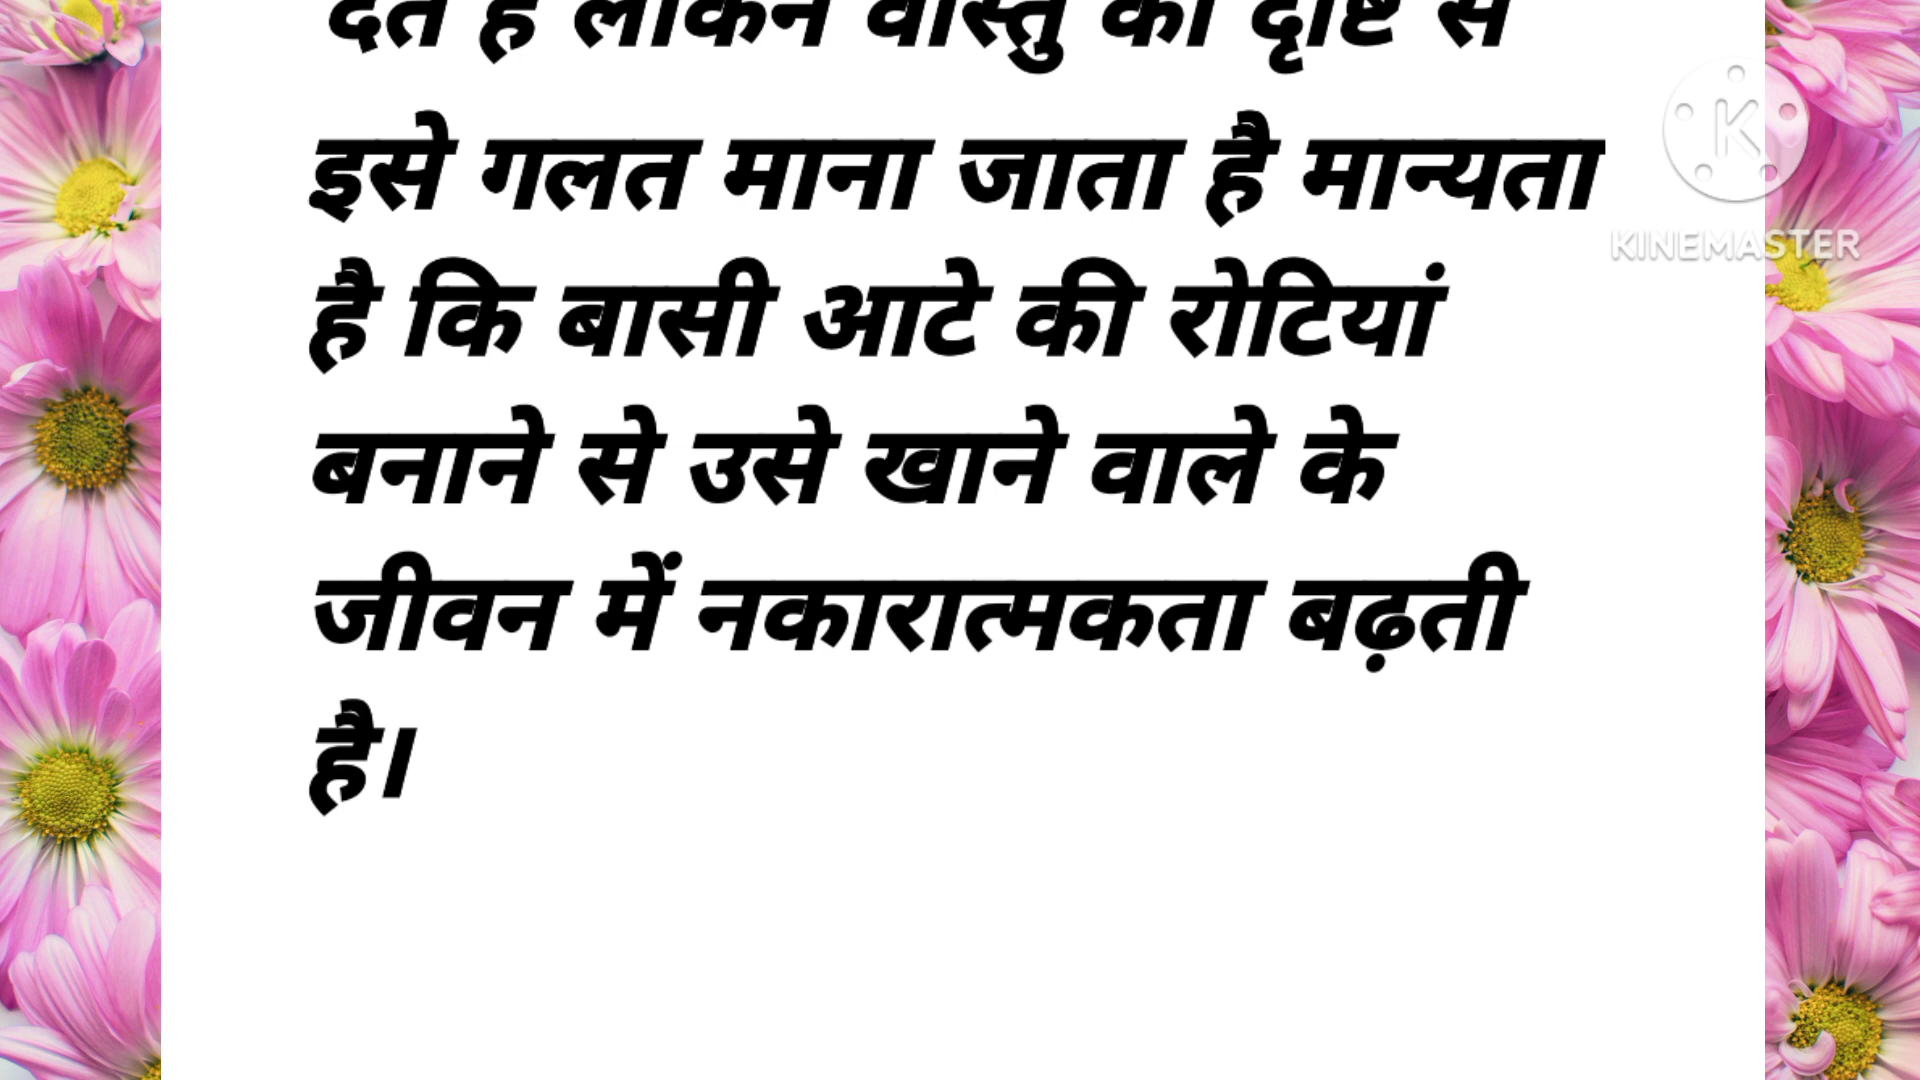 देते हैं लेकिन वास्तु की दृष्टि से
इसे गलत माना जाता है मान्यता
है कि बासी आटे की रोटियां
बनाने से उसे खाने वाले के
जीवन में नकारात्मकता बढ़ती
है।
K
KINEMASTER